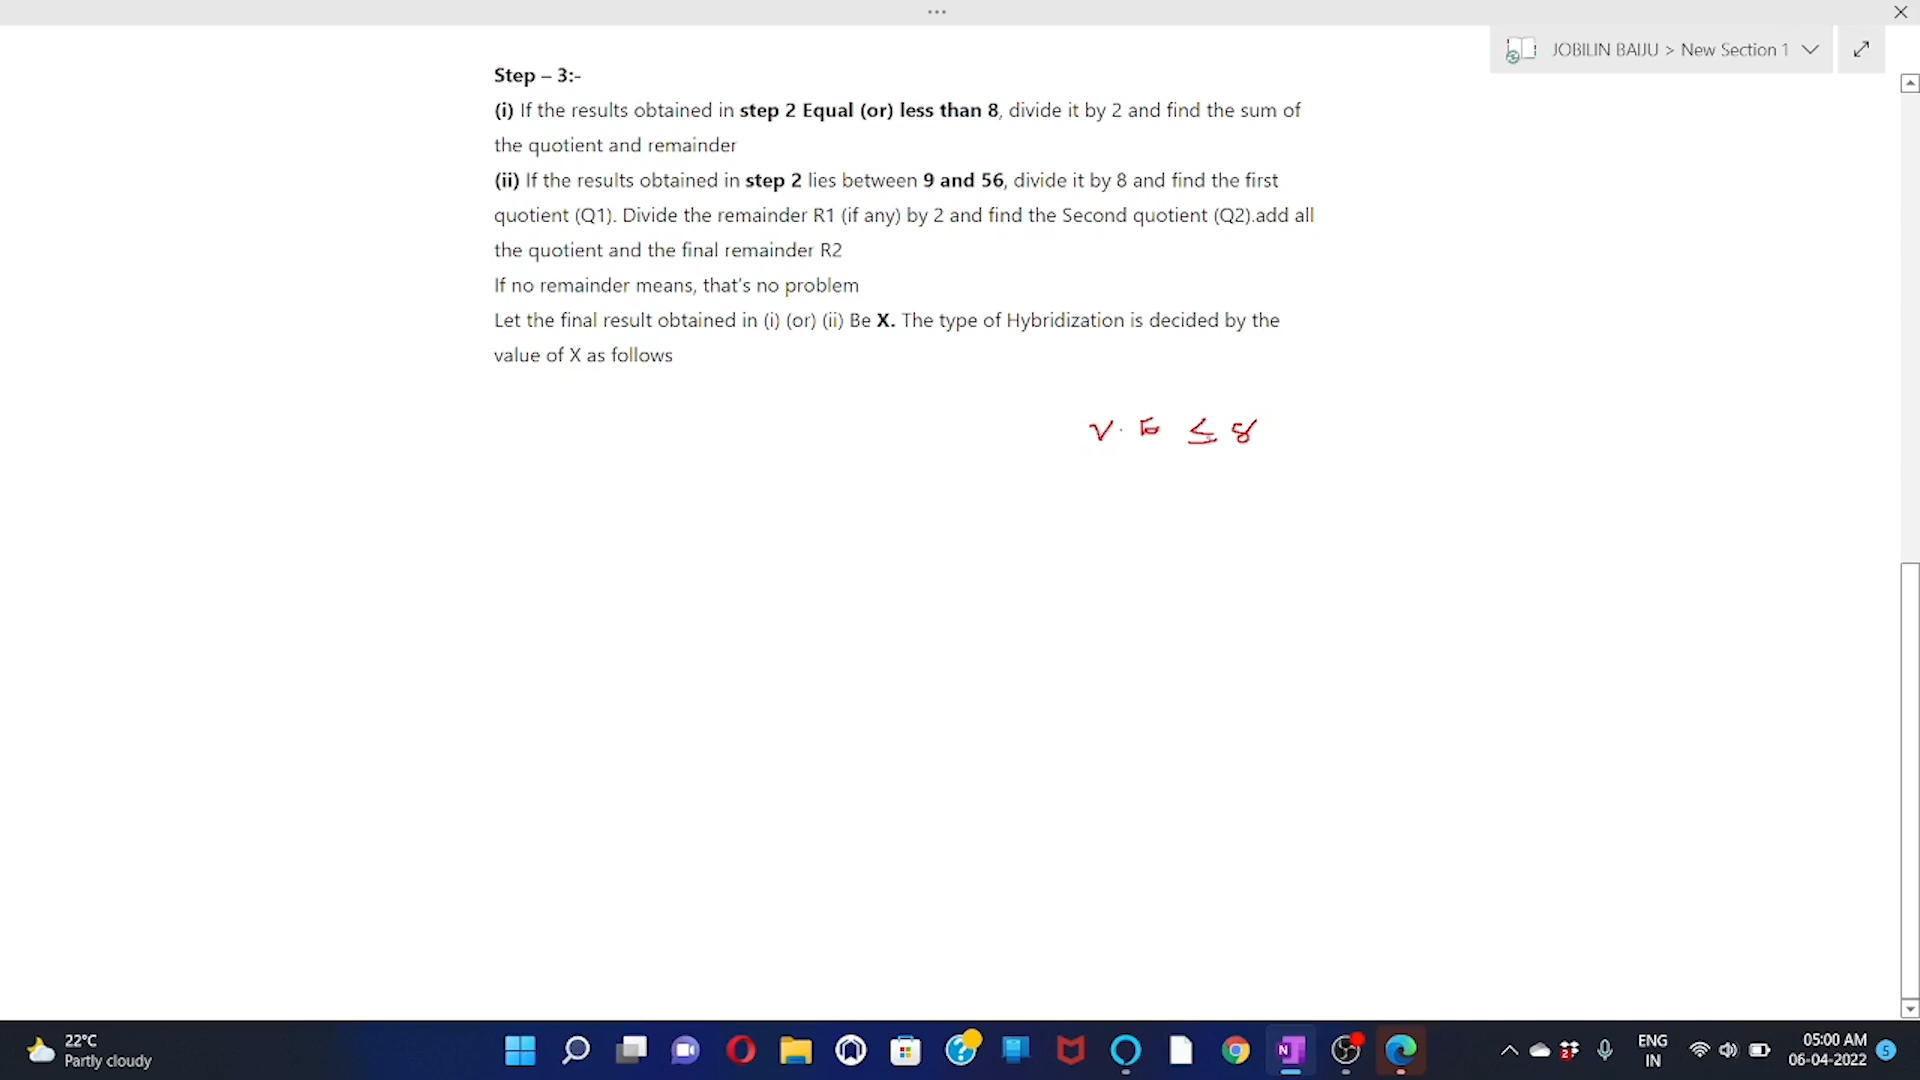 JOBILIN BAIJU > New Section 1
Step – 3:-
(i) If the results obtained in step 2 Equal (or) less than 8, divide it by 2 and find the sum of
the quotient and remainder
(ii) If the results obtained in step 2 lies between 9 and 56, divide it by 8 and find the first
quotient (Q1). Divide the remainder R1 (if any) by 2 and find the Second quotient (Q2).add all
the quotient and the final remainder R2
If no remainder means, that's no problem
Let the final result obtained in (i) (or) (ii) Be X. The type of Hybridization is decided by the
value of X as follows
V. E ≤ 8
22°C
Partly cloudy
ENG
IN
05:00 AM
06-04-2022
5